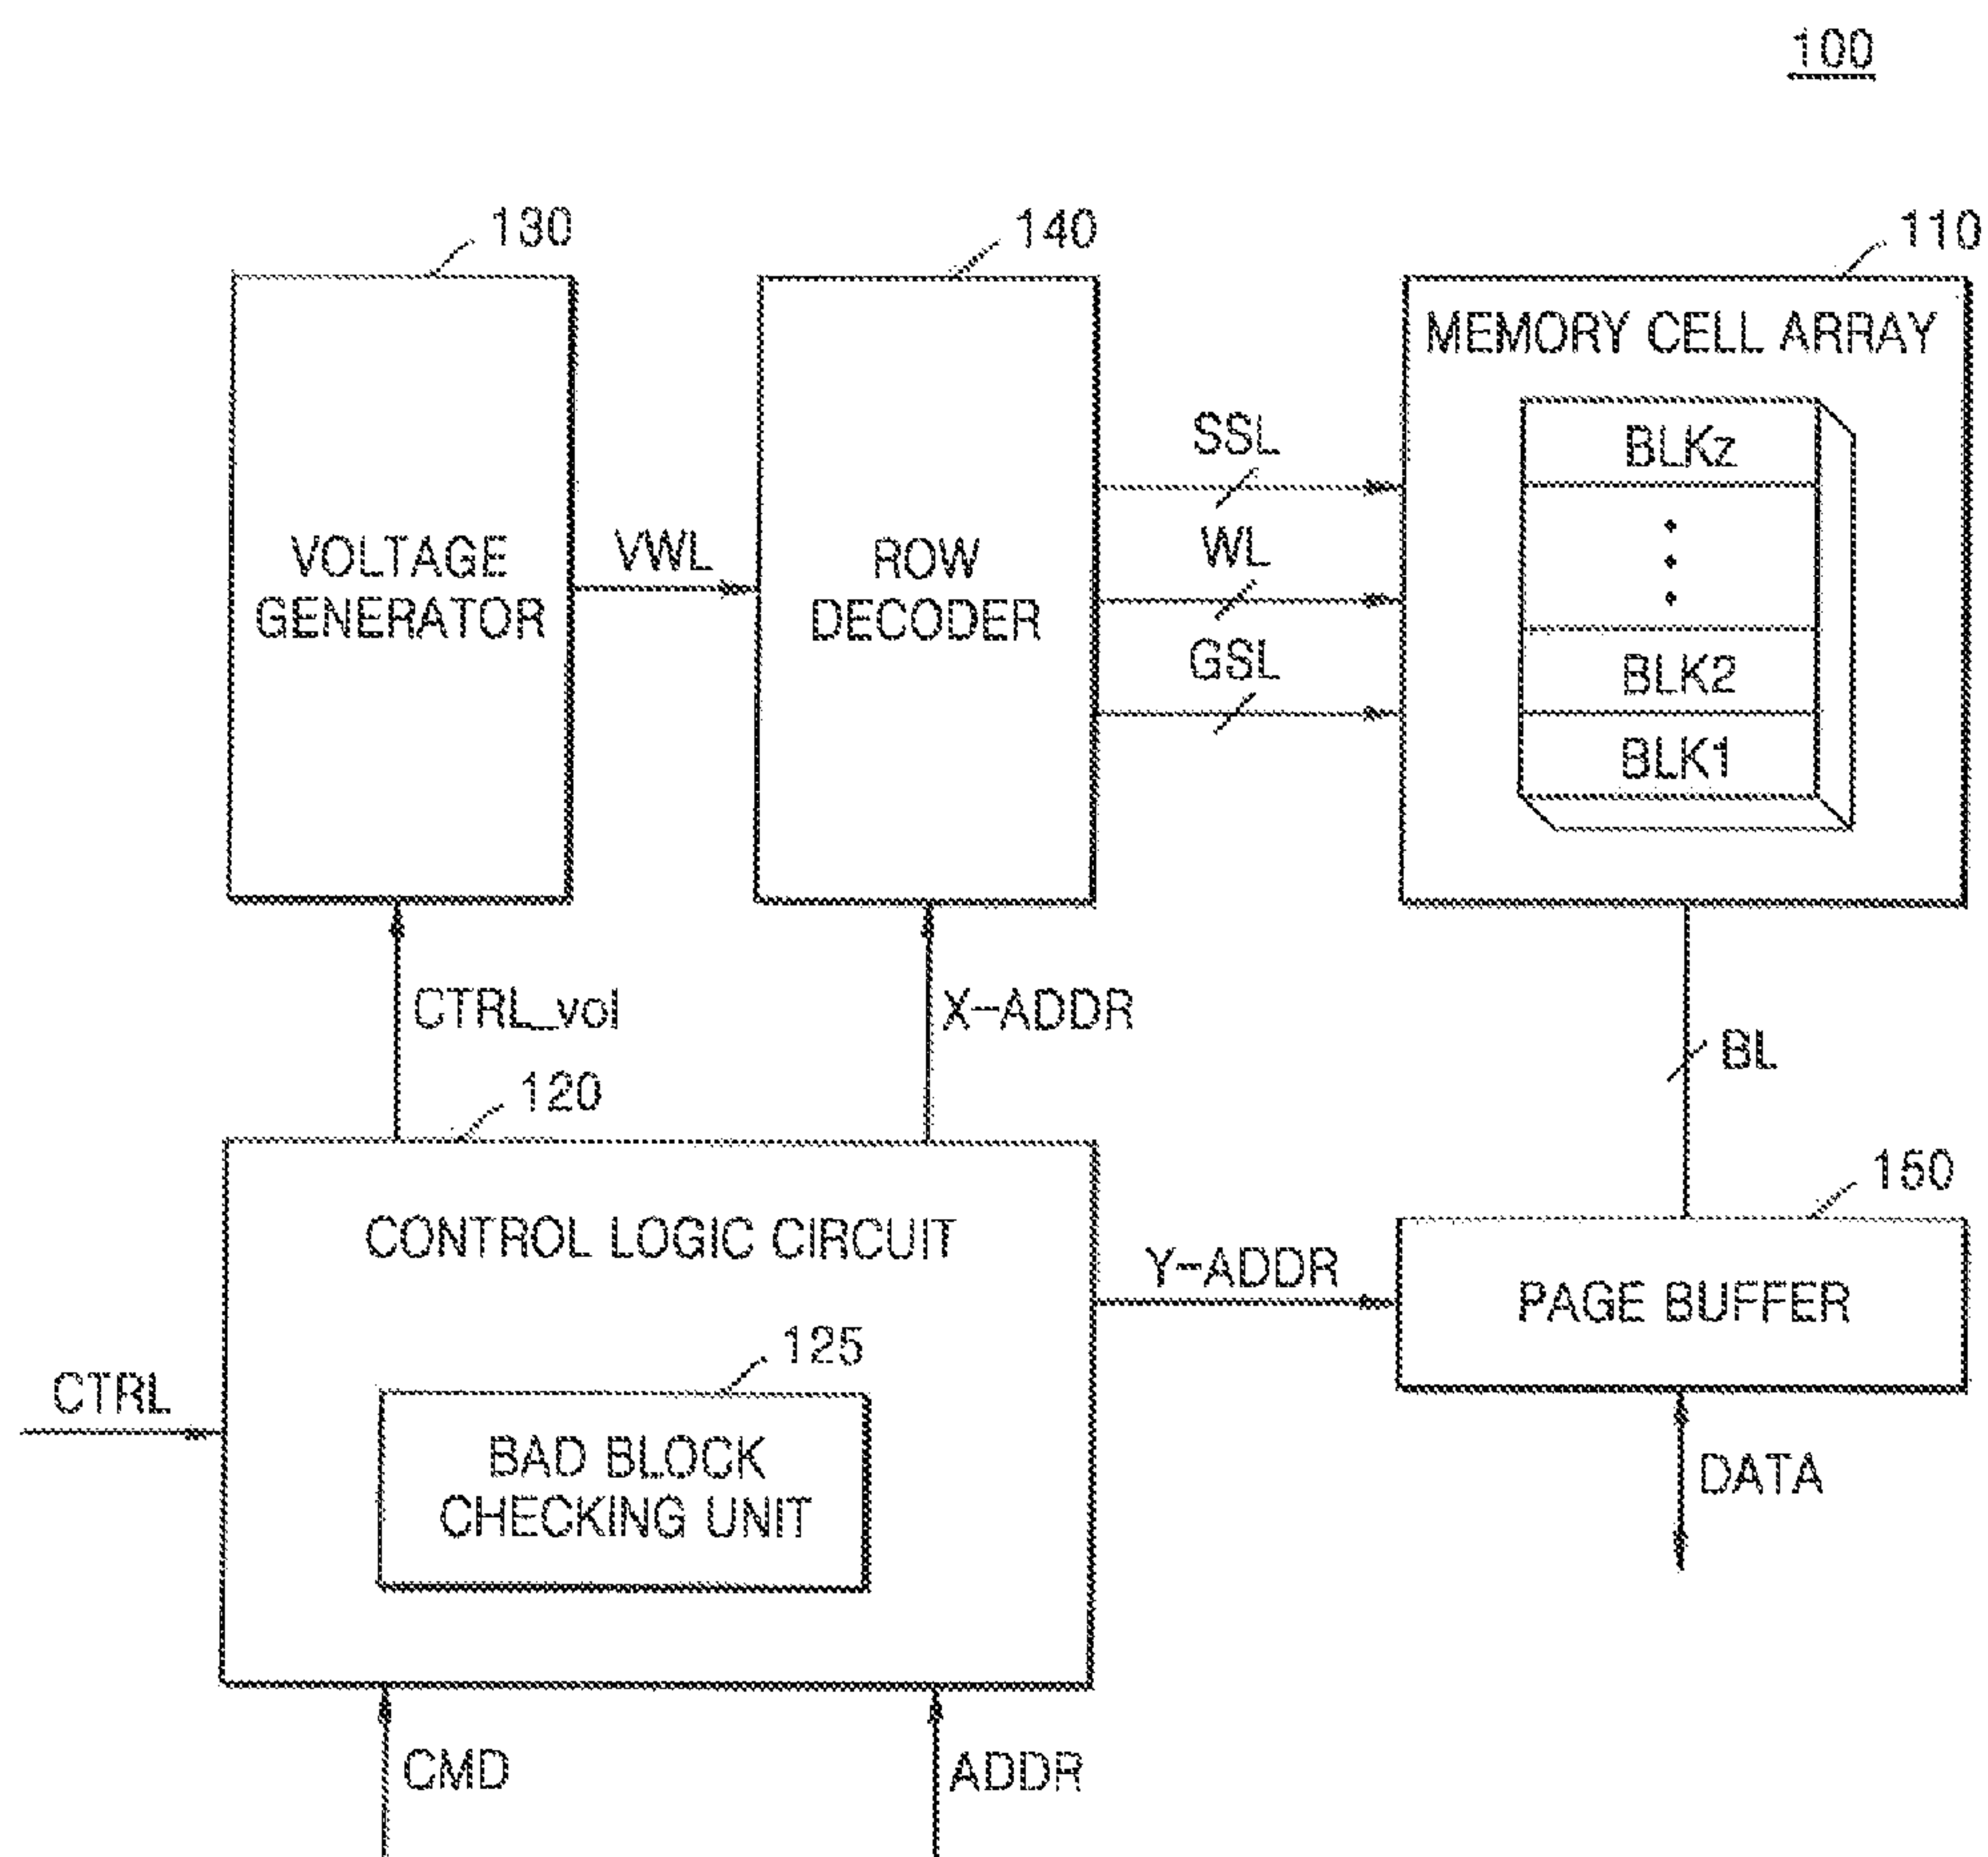 100
130
140
110
VOLTAGE
GENERATOR
VWL
ROW
DECODER
SSL
WL
GSL
MEMORY CELL ARRAY
BLKz
BLK2
BLK1
CTRL_vol
X-ADDR
BL
120
150
CONTROL LOGIC CIRCUIT
Y-ADDR
PAGE BUFFER
125
CTRL
BAD BLOCK
CHECKING UNIT
DATA
CMD
ADDR